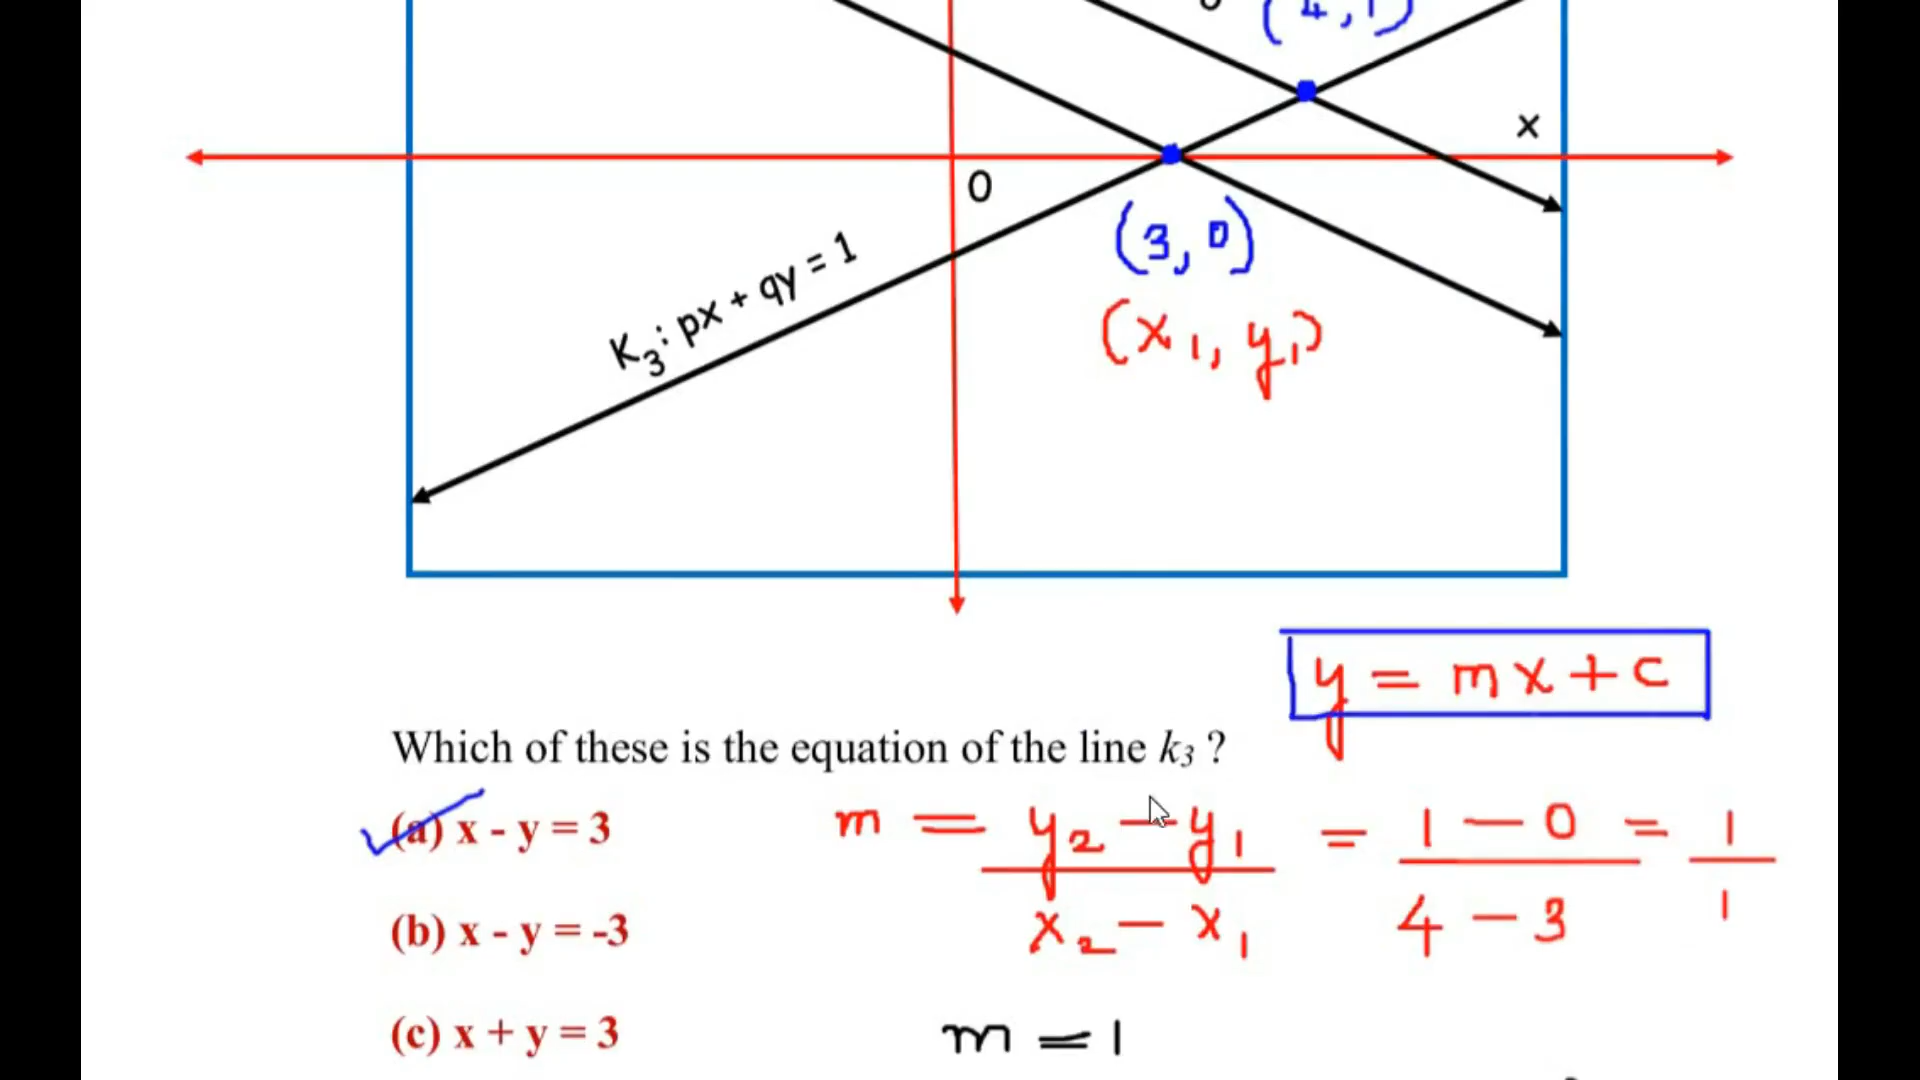 (4,1)
x
0
(3,0)
K3: px + qy = 1
(x1, y1)
y = mx + c
Which of these is the equation of the line k3 ?
(a) x - y = 3
m = y2 - y1 / x2 - x1 = 1 - 0 / 4 - 3 = 1 / 1
(b) x - y = -3
(c) x + y = 3
m = 1